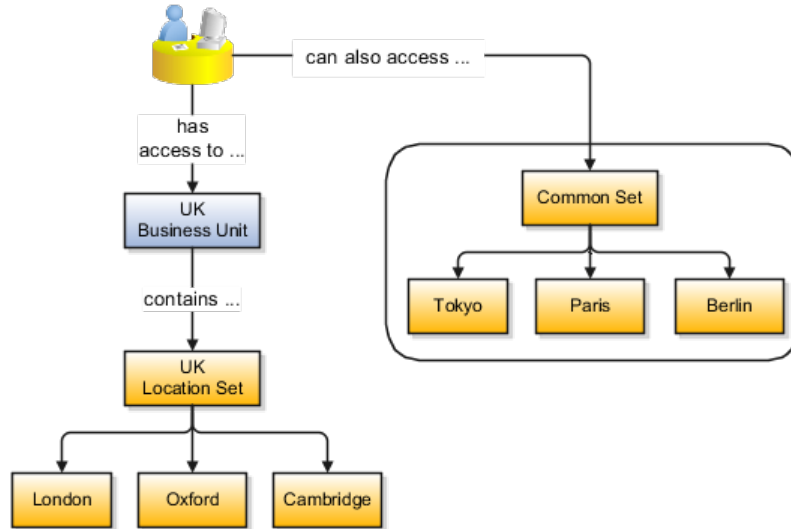 can also access ...
has
access to ...
UK
Business Unit
Common Set
Tokyo
Paris
Berlin
contains ...
UK
Location Set
London
Oxford
Cambridge